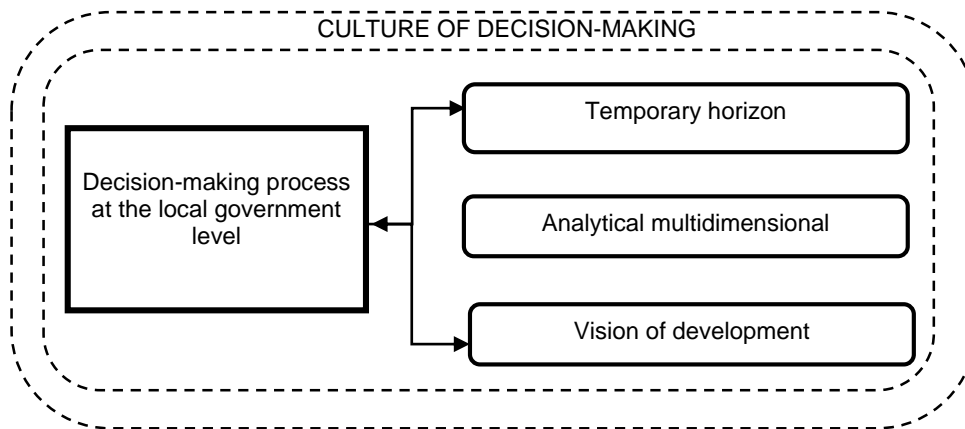 CULTURE OF DECISION-MAKING
Temporary horizon
Decision-making process
at the local government
level
Analytical multidimensional
Vision of development